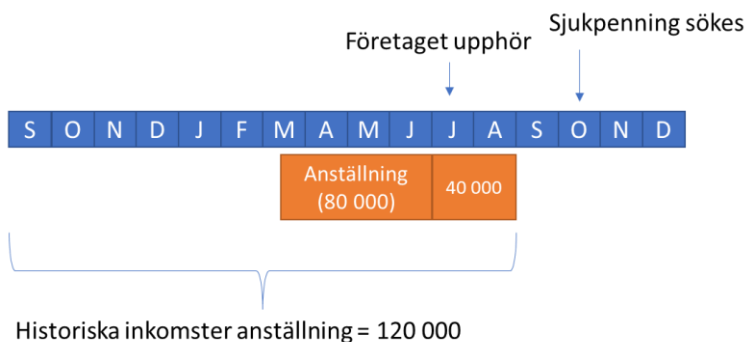 Sjukpenning sökes
Företaget upphör
S O N D J F M A M J J A S O N D
Anställning
(80 000)
40 000
Historiska inkomster anställning = 120 000